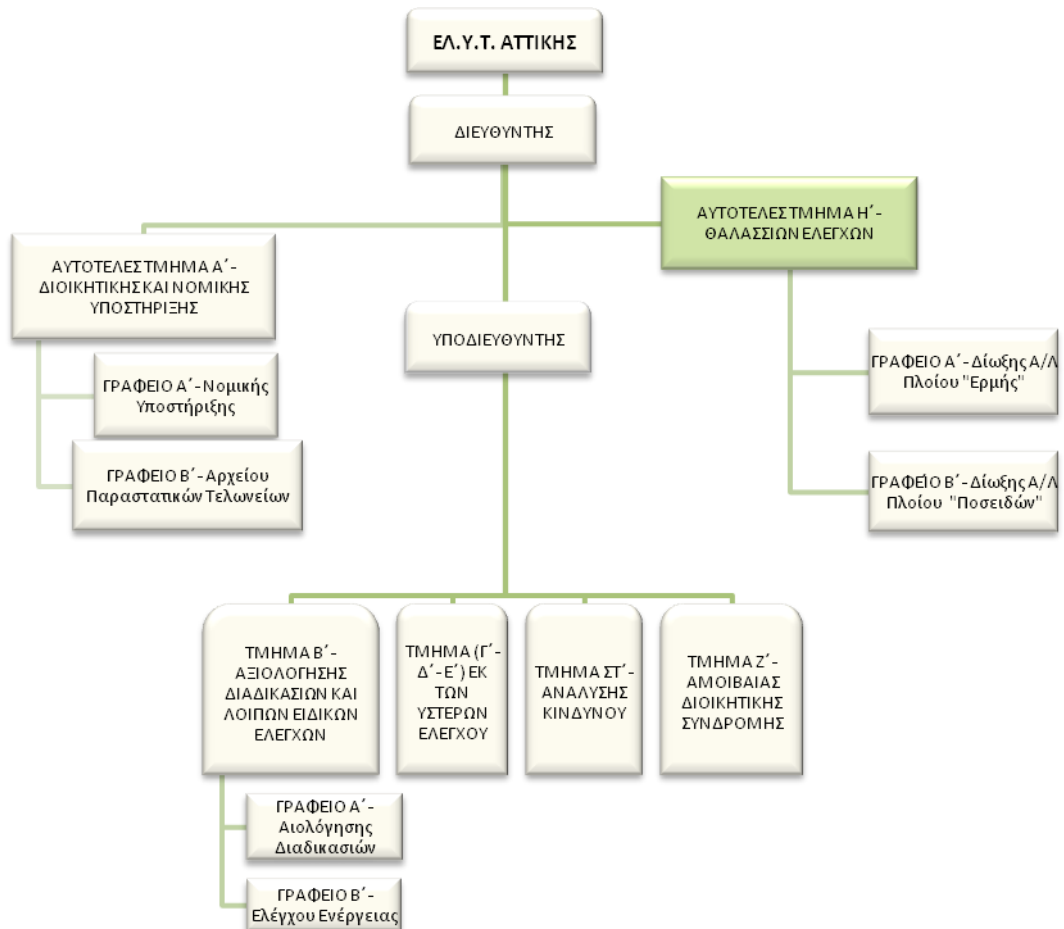 ΕΛ.Υ.Τ. ΑΤΤΙΚΗΣ
ΔΙΕΥΘΥΝΤΗΣ
ΑΥΤΟΤΕΛΕΣ ΤΜΗΜΑ Η΄-
ΘΑΛΑΣΣΙΩΝ ΕΛΕΓΧΩΝ
ΑΥΤΟΤΕΛΕΣ ΤΜΗΜΑ Α΄-
ΔΙΟΙΚΗΤΙΚΗΣ ΚΑΙ ΝΟΜΙΚΗΣ
ΥΠΟΣΤΗΡΙΞΗΣ
ΥΠΟΔΙΕΥΘΥΝΤΗΣ
ΓΡΑΦΕΙΟ Α΄- Νομικής
Υποστήριξης
ΓΡΑΦΕΙΟ Β΄- Αρχείου
Παραστατικών Τελωνείων
ΓΡΑΦΕΙΟ Α΄- Δίωξης Α/Λ
Πλοίου "Ερμής"
ΓΡΑΦΕΙΌ Β΄- Δίωξης Α/Λ
Πλοίου "Ποσειδών"
ΤΜΗΜΑ Β΄-
ΑΞΙΟΛΟΓΗΣΗΣ
ΔΙΑΔΙΚΑΣΙΩΝ ΚΑΙ
ΛΟΙΠΩΝ ΕΙΔΙΚΩΝ
ΕΛΕΓΧΩΝ
ΤΜΗΜΑ (Γ΄-
Δ΄- Ε΄) ΕΚ
ΤΩΝ
ΥΣΤΕΡΩΝ
ΕΛΕΓΧΟΥ
ΤΜΗΜΑ ΣΤ΄-
ΑΝΑΛΥΣΗΣ
ΚΙΝΔΥΝΟΥ
ΤΜΗΜΑ Ζ΄-
ΑΜΟΙΒΑΙΑΣ
ΔΙΟΙΚΗΤΙΚΗΣ
ΣΥΝΔΡΟΜΗΣ
ΓΡΑΦΕΙΟ Α΄-
Αιολόγησης
Διαδικασιών
ΓΡΑΦΕΙΟ Β΄-
Ελέγχου Ενέργειας